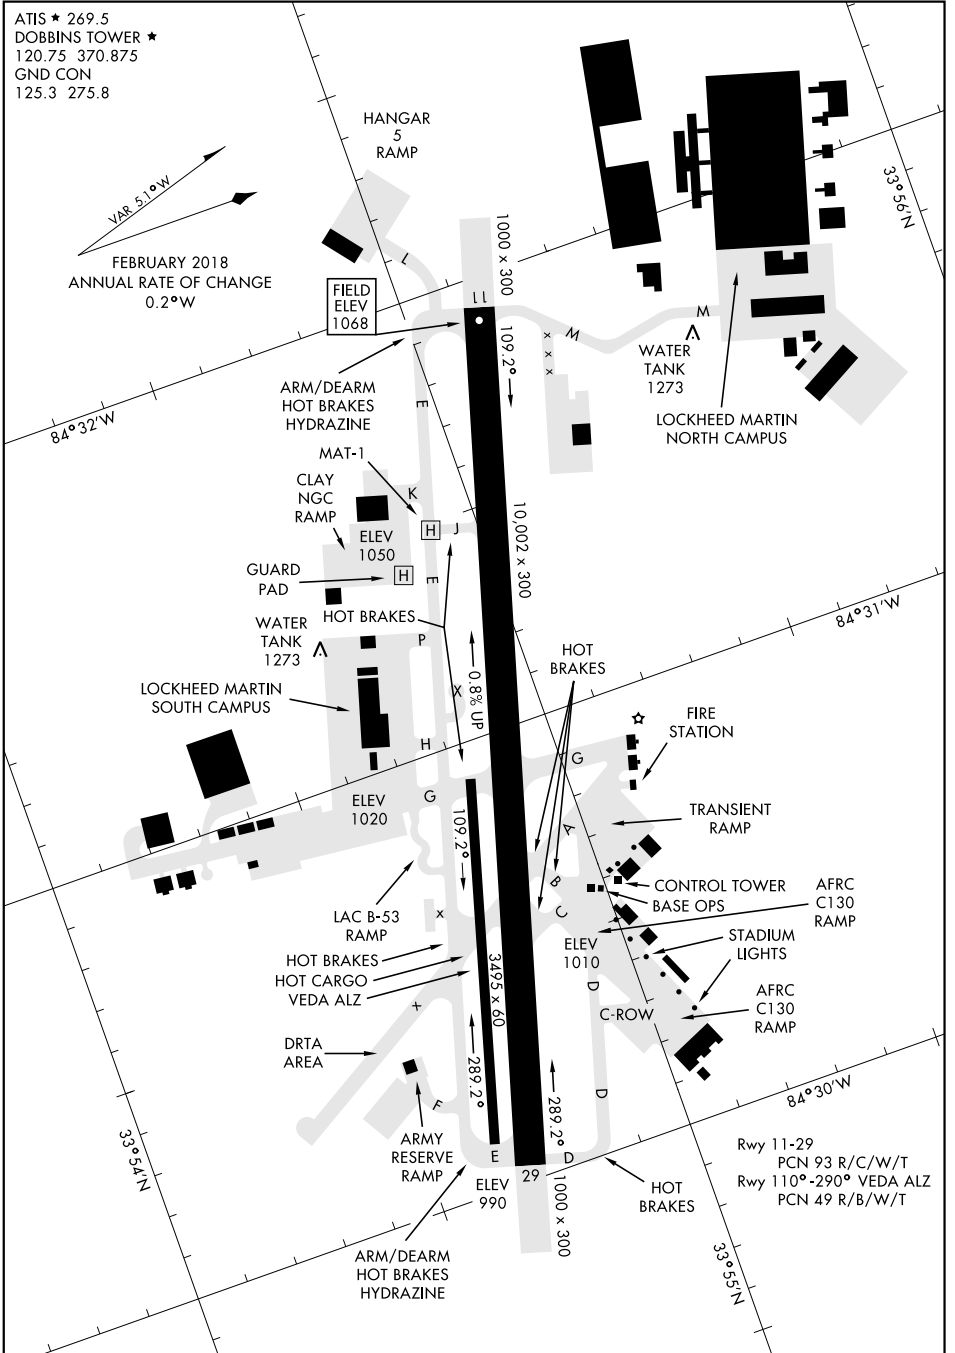 ATIS ★ 269.5
DOBBINS TOWER ★
120.75 370.875
GND CON
125.3 275.8
HANGAR
5
RAMP
VAR 5.1°W
FEBRUARY 2018
ANNUAL RATE OF CHANGE
0.2°W
33°56'N
1000 x 300
L
FIELD
ELEV
1068
11
109.2°
M
M
x
x
x
WATER
TANK
1273
LOCKHEED MARTIN
NORTH CAMPUS
ARM/DEARM
HOT BRAKES
HYDRAZINE
84°32'W
E
MAT-1
CLAY
NGC
RAMP
K
H
J
ELEV
1050
10,002 x 300
GUARD
PAD
H
E
HOT BRAKES
84°31'W
WATER
TANK
1273
P
HOT
BRAKES
LOCKHEED MARTIN
SOUTH CAMPUS
X
0.8% UP
FIRE
STATION
H
G
G
ELEV
1020
TRANSIENT
RAMP
109.2°
A
B
C
CONTROL TOWER
BASE OPS
AFRC
C130
RAMP
LAC B-53
RAMP
x
STADIUM
LIGHTS
ELEV
1010
HOT BRAKES
HOT CARGO
VEDA ALZ
3495 x 60
D
AFRC
C130
RAMP
C-ROW
x
DRTA
AREA
289.2°
289.2°
D
84°30'W
F
33°54'N
ARMY
RESERVE
RAMP
E
D
29
ELEV
990
1000 x 300
HOT
BRAKES
Rwy 11-29
PCN 93 R/C/W/T
Rwy 110°-290° VEDA ALZ
PCN 49 R/B/W/T
ARM/DEARM
HOT BRAKES
HYDRAZINE
33°55'N